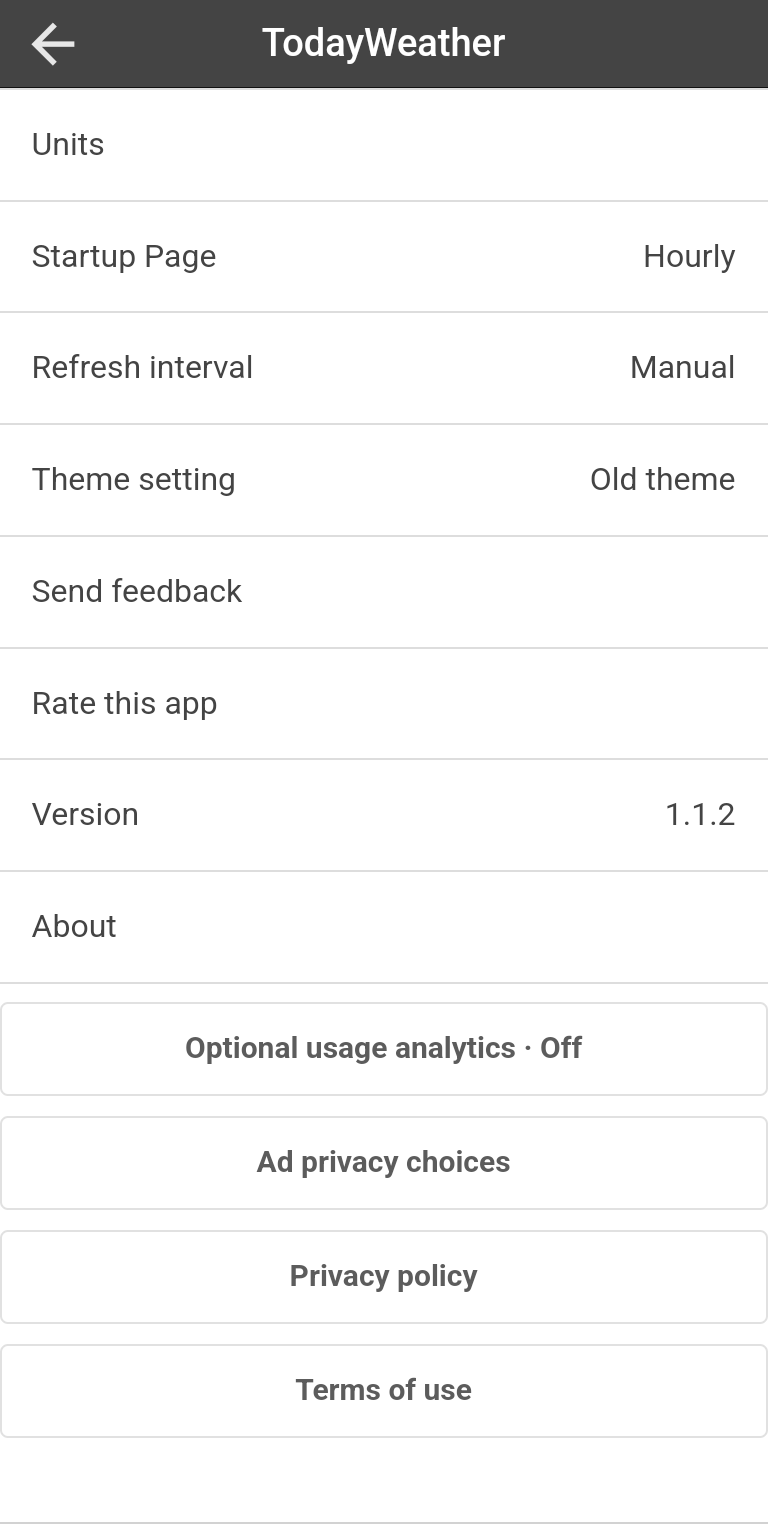 TodayWeather
Units
Startup Page Hourly
Refresh interval Manual
Theme setting Old theme
Send feedback
Rate this app
Version 1.1.2
About
Optional usage analytics · Off
Ad privacy choices
Privacy policy
Terms of use